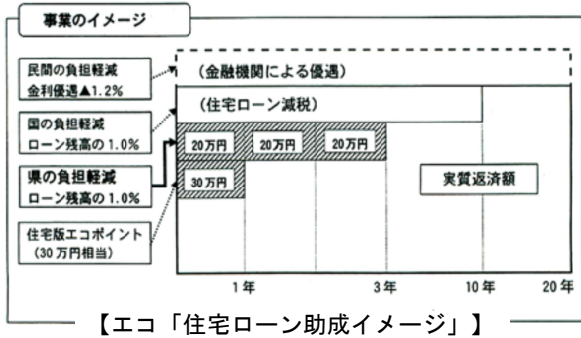 事業のイメージ
民間の負担軽減
金利優遇▲1.2%
国の負担軽減
ローン残高の1.0%
県の負担軽減
ローン残高の1.0%
住宅版エコポイント
(30万円相当)
(金融機関による優遇)
(住宅ローン減税)
20万円 20万円 20万円
30万円
実質返済額
1年 3年 10年 20年
【エコ「住宅ローン助成イメージ」】